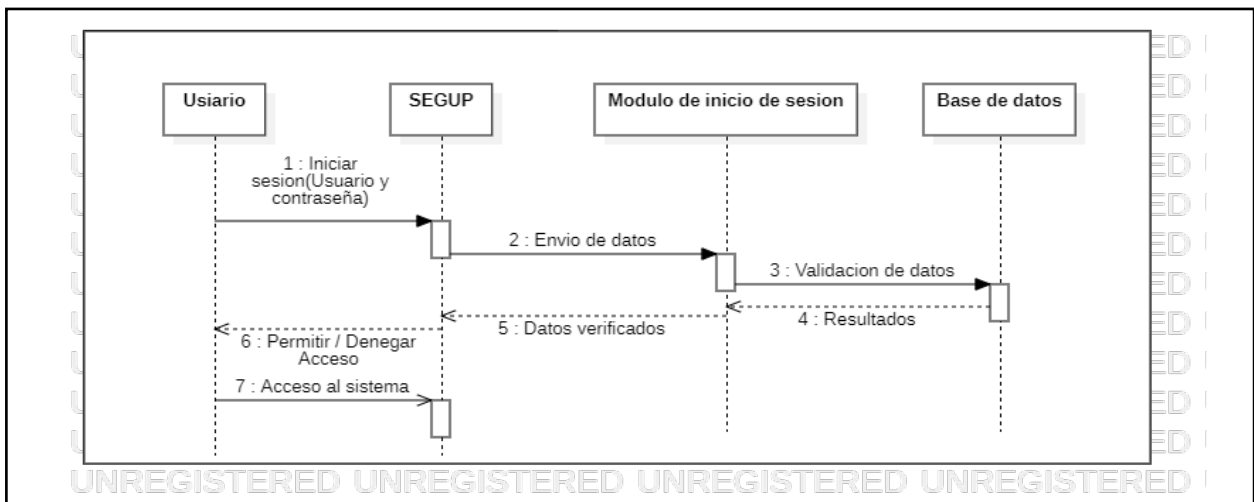 Usiario
SEGUP
Modulo de inicio de sesion
Base de datos
1 : Iniciar
sesion(Usuario y
contraseña)
2 : Envio de datos
3 : Validacion de datos
4 : Resultados
5 : Datos verificados
6 : Permitir / Denegar
Acceso
7 : Acceso al sistema
UNREGISTERED UNREGISTERED UNREGISTERED UNREGISTERED